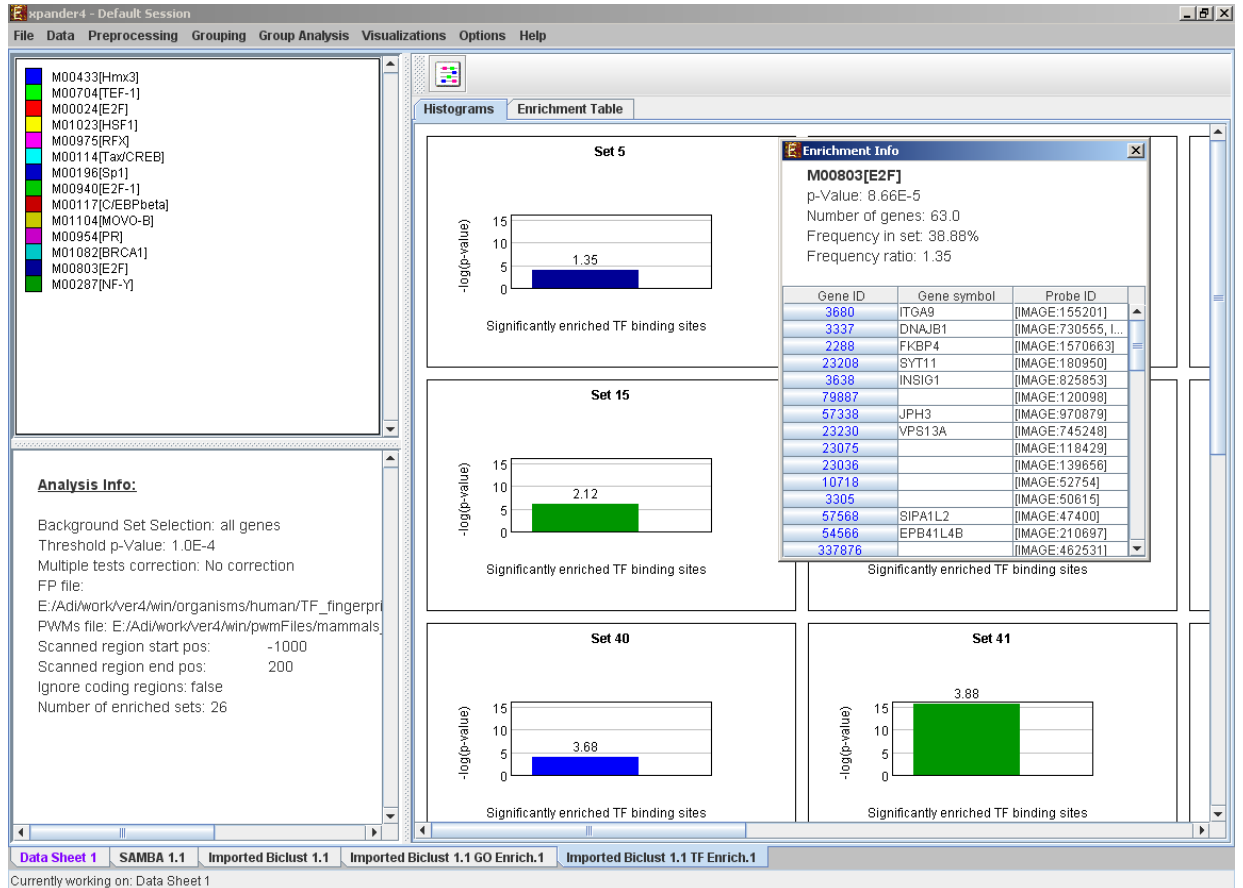 xpander4 - Default Session
File Data Preprocessing Grouping Group Analysis Visualizations Options Help
M00433[Hmx3]
M00704[TEF-1]
M00024[E2F]
M01023[HSF1]
M00975[RFX]
M00114[Tax/CREB]
M00196[Sp1]
M00940[E2F-1]
M00117[C/EBPbeta]
M01104[MOVO-B]
M00954[PR]
M01082[BRCA1]
M00803[E2F]
M00287[NF-Y]
Analysis Info:
Background Set Selection: all genes
Threshold p-Value: 1.0E-4
Multiple tests correction: No correction
FP file:
E:/Adi/work/ver4/win/organisms/human/TF_fingerpri
PWMs file: E:/Adi/work/ver4/win/pwmFiles/mammals_
Scanned region start pos: -1000
Scanned region end pos: 200
Ignore coding regions: false
Number of enriched sets: 26
Histograms Enrichment Table
Set 5
-log(p-value)
15
10
5
0
1.35
Significantly enriched TF binding sites
Set 15
-log(p-value)
15
10
5
0
2.12
Significantly enriched TF binding sites
Significantly enriched TF binding sites
Set 40
-log(p-value)
15
10
5
0
3.68
Significantly enriched TF binding sites
Set 41
-log(p-value)
15
10
5
0
3.88
Significantly enriched TF binding sites
Enrichment Info
M00803[E2F]
p-Value: 8.66E-5
Number of genes: 63.0
Frequency in set: 38.88%
Frequency ratio: 1.35
Gene ID Gene symbol Probe ID
3680 ITGA9 [IMAGE:155201]
3337 DNAJB1 [IMAGE:730555, I...
2288 FKBP4 [IMAGE:1570663]
23208 SYT11 [IMAGE:180950]
3638 INSIG1 [IMAGE:825853]
79887 [IMAGE:120098]
57338 JPH3 [IMAGE:970879]
23230 VPS13A [IMAGE:745248]
23075 [IMAGE:118429]
23036 [IMAGE:139656]
10718 [IMAGE:52754]
3305 [IMAGE:50615]
57568 SIPA1L2 [IMAGE:47400]
54566 EPB41L4B [IMAGE:210697]
337876 [IMAGE:462531]
Data Sheet 1 SAMBA 1.1 Imported Biclust 1.1 Imported Biclust 1.1 GO Enrich.1 Imported Biclust 1.1 TF Enrich.1
Currently working on: Data Sheet 1